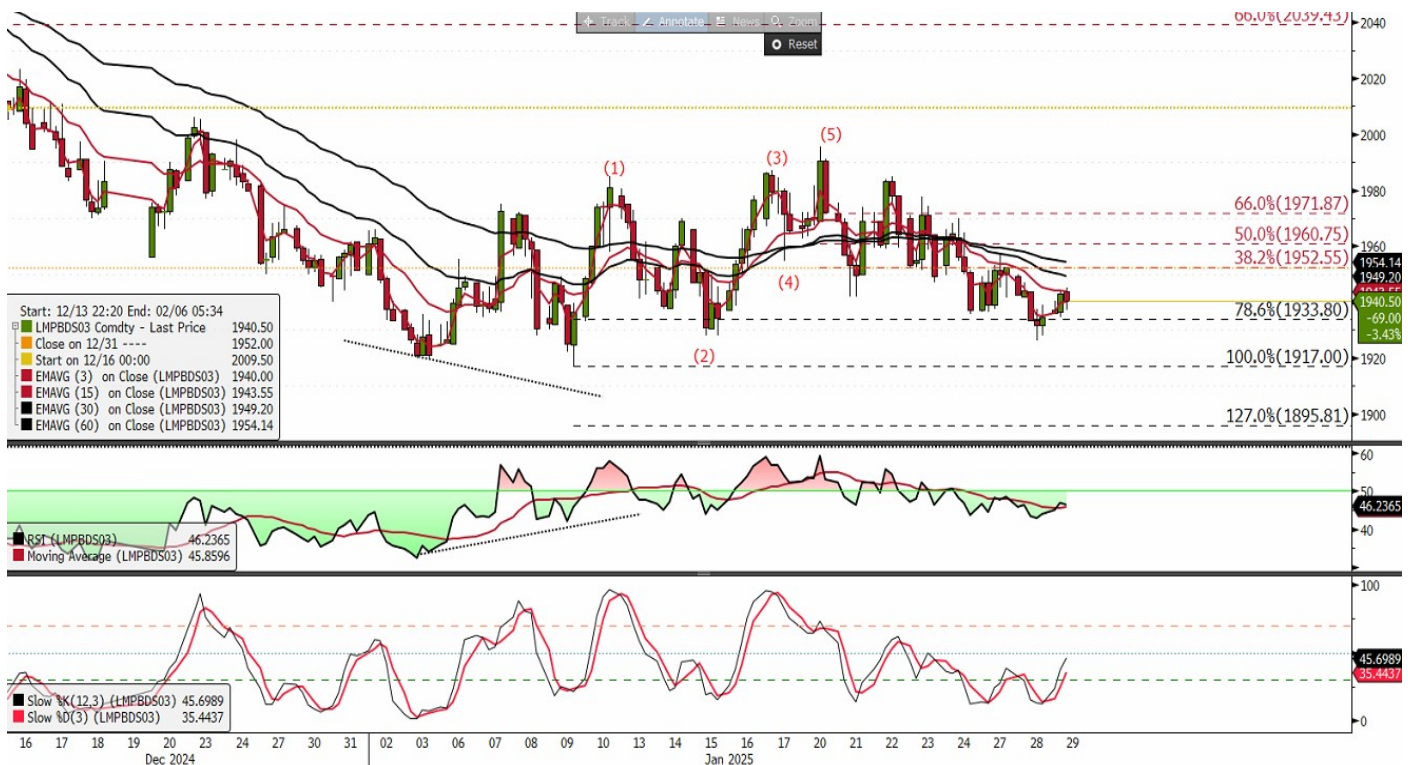 Track Annotate News Zoom
Reset
66.0%(2039.43)
2040
2020
2000
1980
1960
1940
1920
1900
(1)
(2)
(3)
(4)
(5)
66.0%(1971.87)
50.0%(1960.75)
38.2%(1952.55)
78.6%(1933.80)
100.0%(1917.00)
127.0%(1895.81)
1954.14
1949.20
1940.50
-69.00
-3.43%
Start: 12/13 22:20 End: 02/06 05:34
LMPBDS03 Comdty - Last Price 1940.50
Close on 12/31 ---- 1952.00
Start on 12/16 00:00 2009.50
EMAVG (3) on Close (LMPBDS03) 1940.00
EMAVG (15) on Close (LMPBDS03) 1943.55
EMAVG (30) on Close (LMPBDS03) 1949.20
EMAVG (60) on Close (LMPBDS03) 1954.14
60
50
46.2365
40
RSI (LMPBDS03) 46.2365
Moving Average (LMPBDS03) 45.8596
100
45.6989
35.4437
0
Slow %K(12,3) (LMPBDS03) 45.6989
Slow %D(3) (LMPBDS03) 35.4437
16 17 18 19 20 23 24 27 30 31 02 03 06 07 08 09 10 13 14 15 16 17 20 21 22 23 24 27 28 29
Dec 2024 Jan 2025